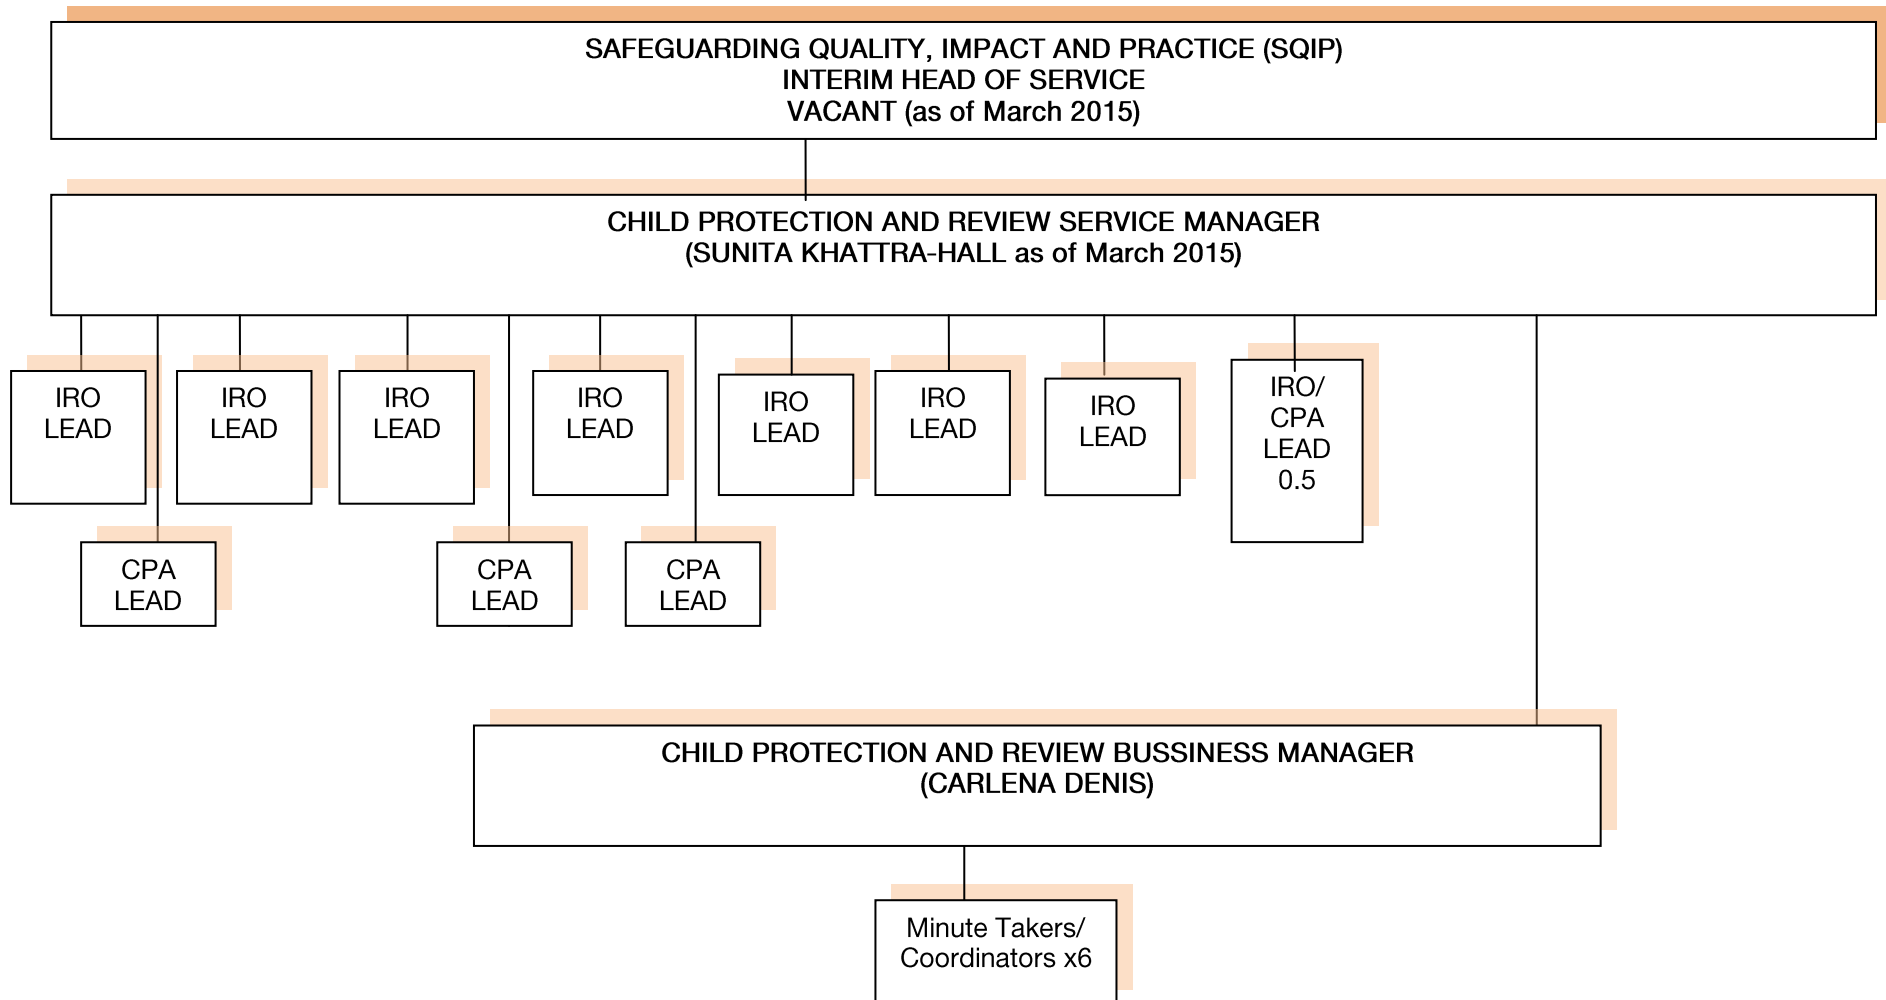 SAFEGUARDING QUALITY, IMPACT AND PRACTICE (SQIP)
INTERIM HEAD OF SERVICE
VACANT (as of March 2015)
CHILD PROTECTION AND REVIEW SERVICE MANAGER
(SUNITA KHATTRA-HALL as of March 2015)
IRO
LEAD
IRO
LEAD
IRO
LEAD
IRO
LEAD
IRO
LEAD
IRO
LEAD
IRO
LEAD
IRO/
CPA
LEAD
0.5
CPA
LEAD
CPA
LEAD
CPA
LEAD
CHILD PROTECTION AND REVIEW BUSSINESS MANAGER
(CARLENA DENIS)
Minute Takers/
Coordinators x6